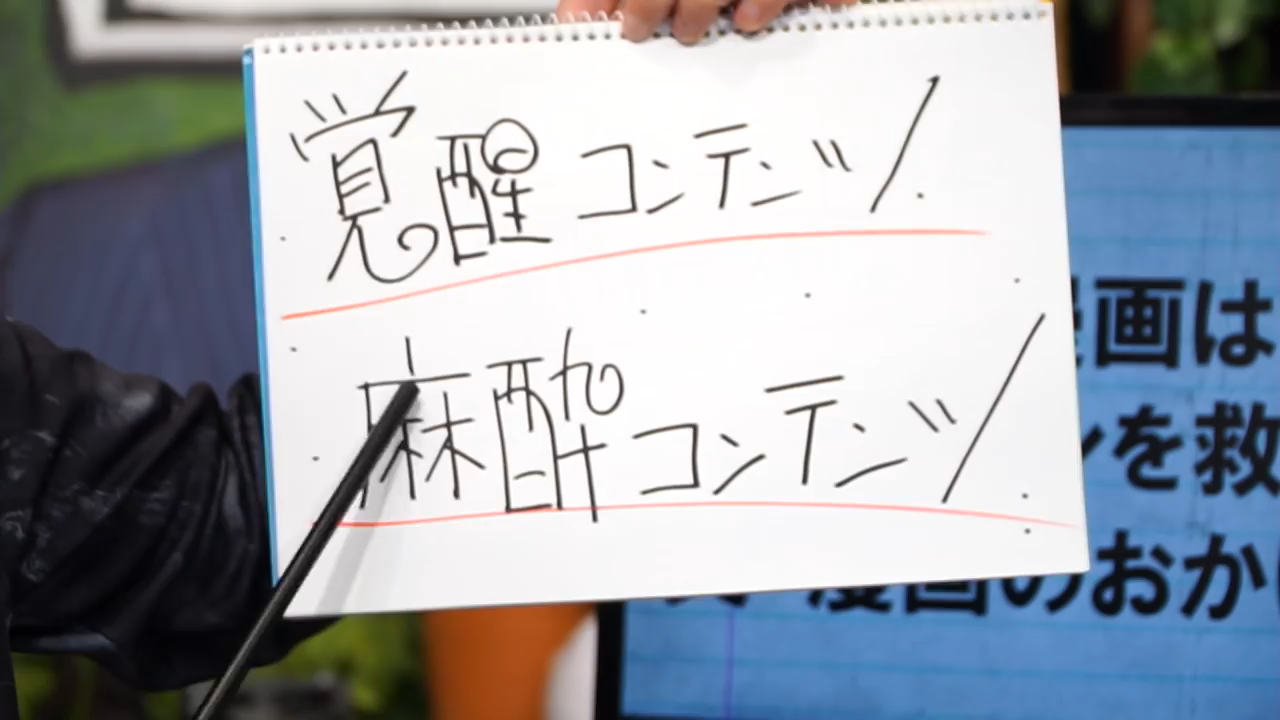 覚醒コンテンツ
麻酔コンテンツ
画は
を救
漫画のおか